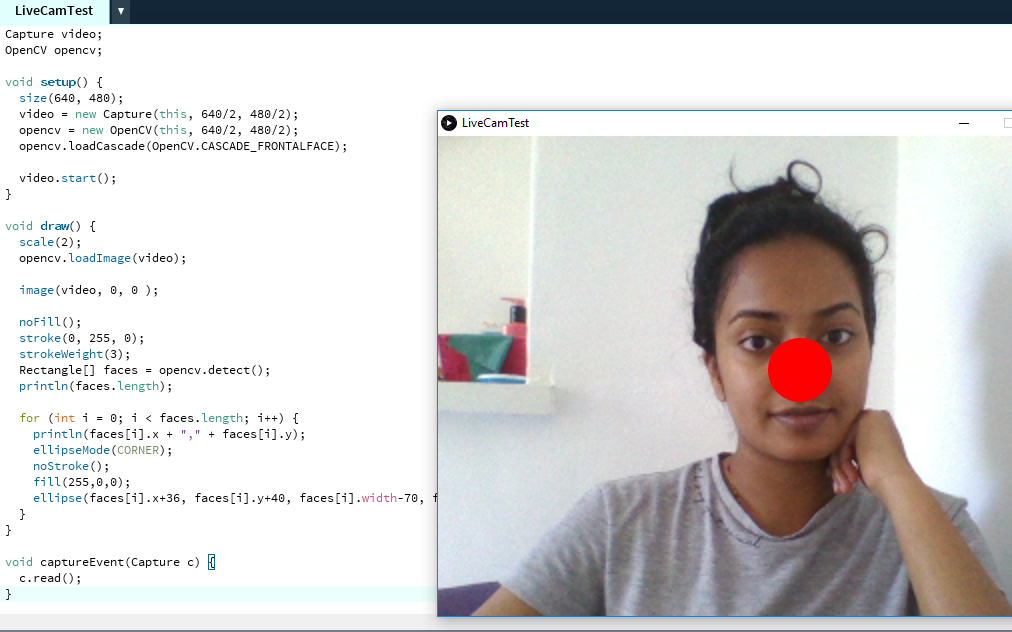 LiveCamTest
Capture video;
OpenCV opencv;
void setup() {
size(640, 480);
video = new Capture(this, 640/2, 480/2);
opencv = new OpenCV(this, 640/2, 480/2);
opencv.loadCascade(OpenCV.CASCADE_FRONTALFACE);
video.start();
}
void draw() {
scale(2);
opencv.loadImage(video);
image(video, 0, 0 );
noFill();
stroke(0, 255, 0);
strokeWeight(3);
Rectangle[] faces = opencv.detect();
println(faces.length);
for (int i = 0; i < faces.length; i++) {
println(faces[i].x + "," + faces[i].y);
ellipseMode(CORNER);
noStroke();
fill(255,0,0);
ellipse(faces[i].x+36, faces[i].y+40, faces[i].width-70, f
}
}
void captureEvent(Capture c) {
c.read();
}
LiveCamTest